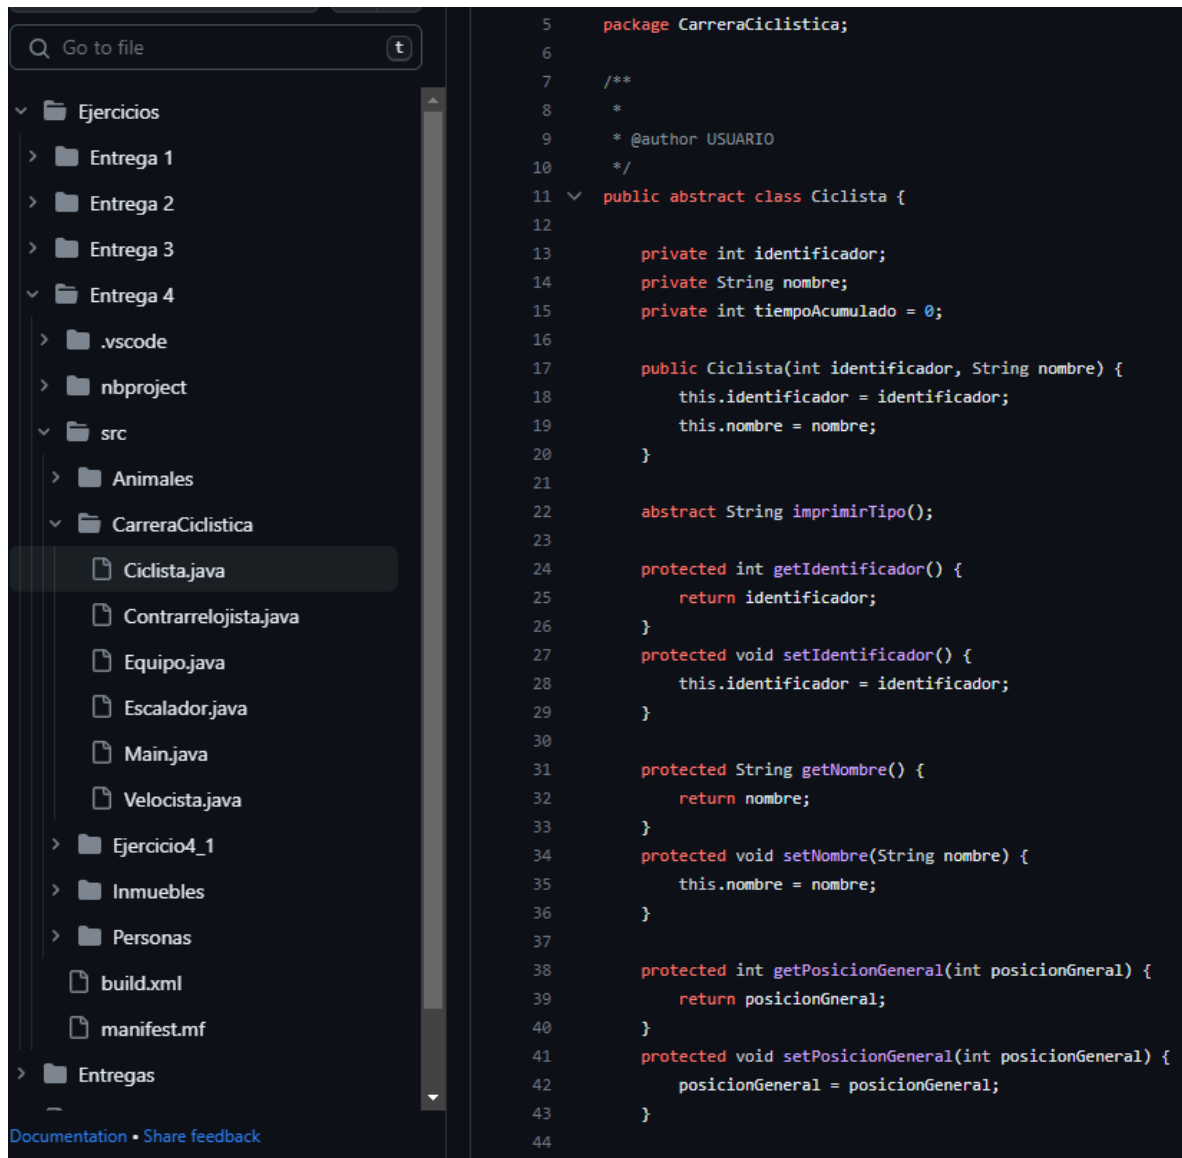 Go to file
t
Ejercicios
Entrega 1
Entrega 2
Entrega 3
Entrega 4
.vscode
nbproject
src
Animales
CarreraCiclistica
Ciclista.java
Contrarrelojista.java
Equipo.java
Escalador.java
Main.java
Velocista.java
Ejercicio4_1
Inmuebles
Personas
build.xml
manifest.mf
Entregas
Documentation • Share feedback
5 package CarreraCiclistica;
6
7 /**
8 *
9 * @author USUARIO
10 */
11 public abstract class Ciclista {
12
13 private int identificador;
14 private String nombre;
15 private int tiempoAcumulado = 0;
16
17 public Ciclista(int identificador, String nombre) {
18 this.identificador = identificador;
19 this.nombre = nombre;
20 }
21
22 abstract String imprimirTipo();
23
24 protected int getIdentificador() {
25 return identificador;
26 }
27 protected void setIdentificador() {
28 this.identificador = identificador;
29 }
30
31 protected String getNombre() {
32 return nombre;
33 }
34 protected void setNombre(String nombre) {
35 this.nombre = nombre;
36 }
37
38 protected int getPosicionGeneral(int posicionGneral) {
39 return posicionGneral;
40 }
41 protected void setPosicionGeneral(int posicionGeneral) {
42 posicionGeneral = posicionGeneral;
43 }
44